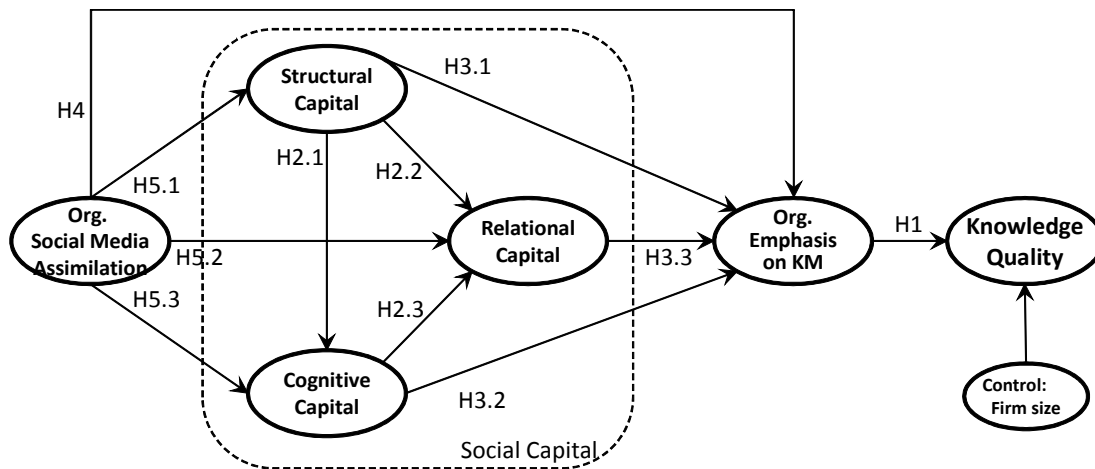 Structural
Capital
H3.1
H4
H2.1
H2.2
H5.1
Org.
Social Media
Assimilation
H5.2
Relational
Capital
H3.3
Org.
Emphasis
on KM
H1
Knowledge
Quality
H5.3
H2.3
Cognitive
Capital
H3.2
Control:
Firm size
Social Capital